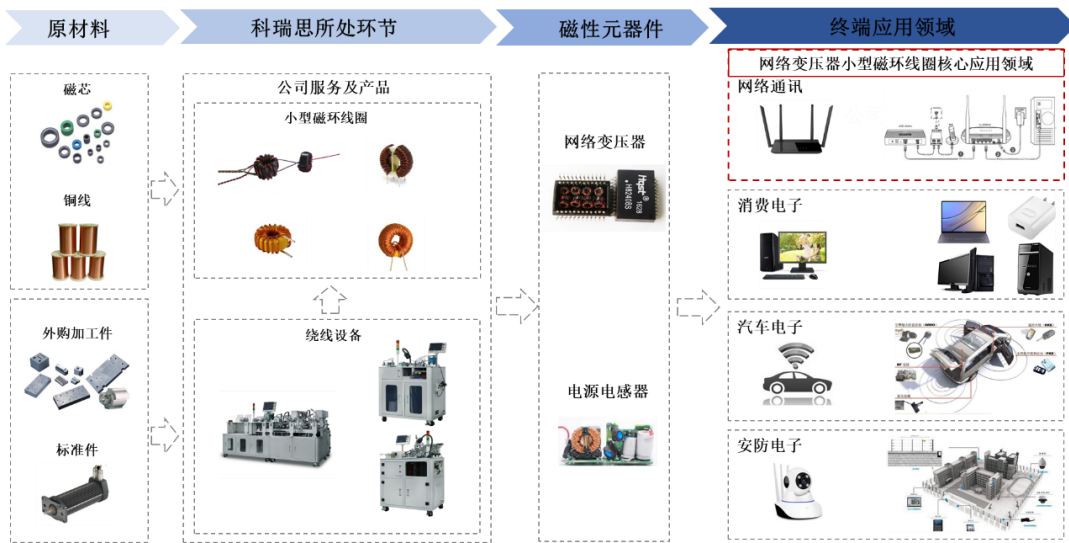 原材料
科瑞思所处环节
磁性元器件
终端应用领域
磁芯
铜线
外购加工件
标准件
公司服务及产品
小型磁环线圈
绕线设备
网络变压器
Hqst®
H82408S
1628
电源电感器
网络变压器小型磁环线圈核心应用领域
网络通讯
消费电子
汽车电子
安防电子